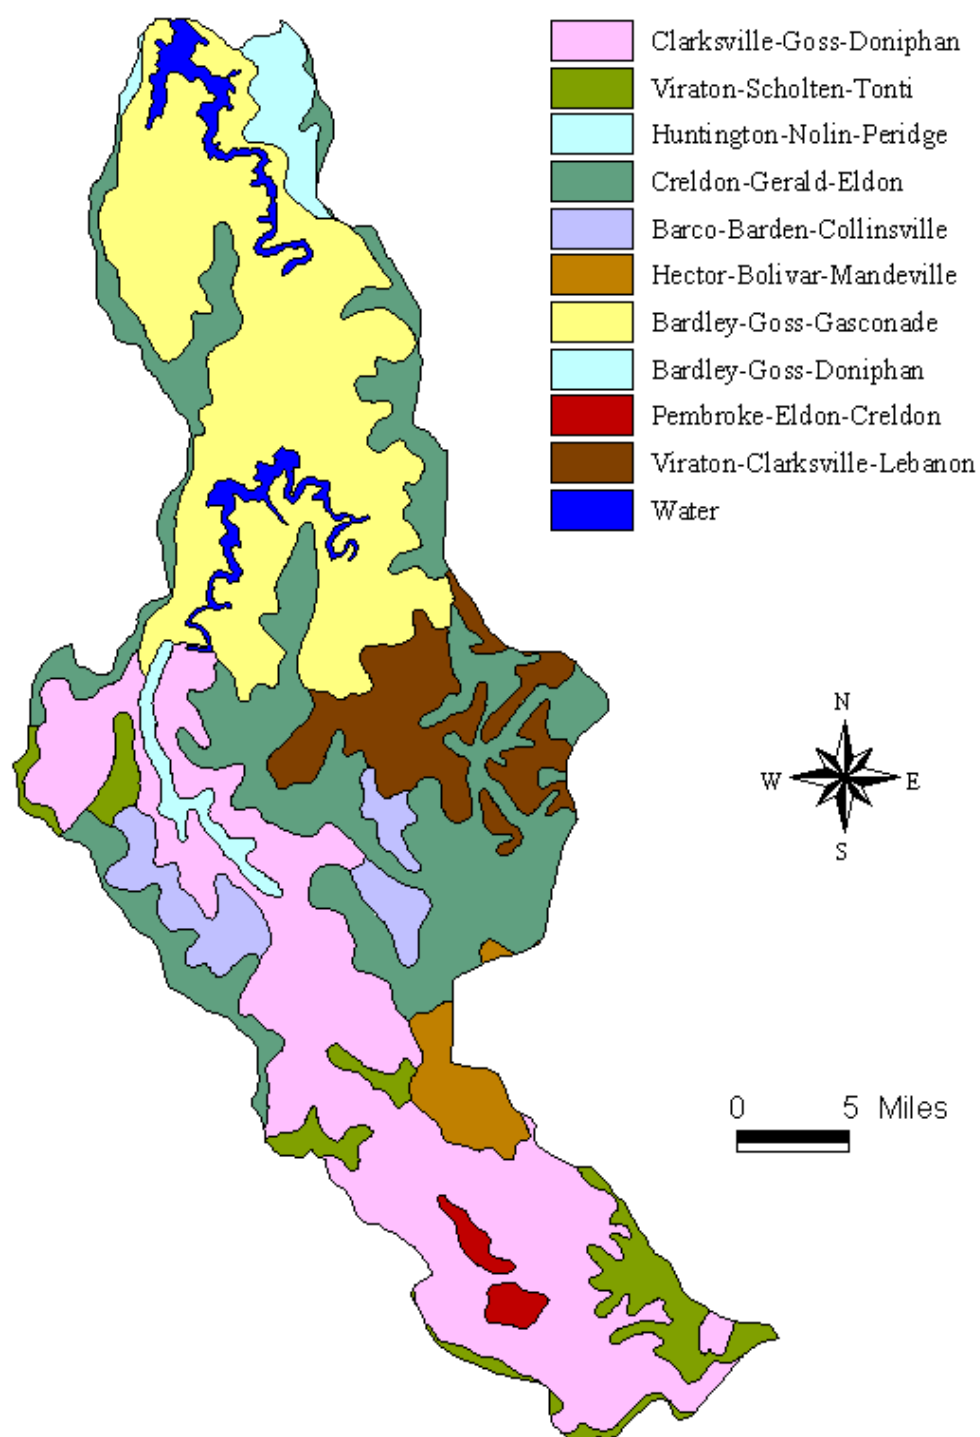 Clarksville-Goss-Doniphan
Viraton-Scholten-Tonti
Huntington-Nolin-Peridge
Creldon-Gerald-Eldon
Barco-Barden-Collinsville
Hector-Bolivar-Mandeville
Bardley-Goss-Gasconade
Bardley-Goss-Doniphan
Pembroke-Eldon-Creldon
Viraton-Clarksville-Lebanon
Water
N
W E
S
0 5 Miles